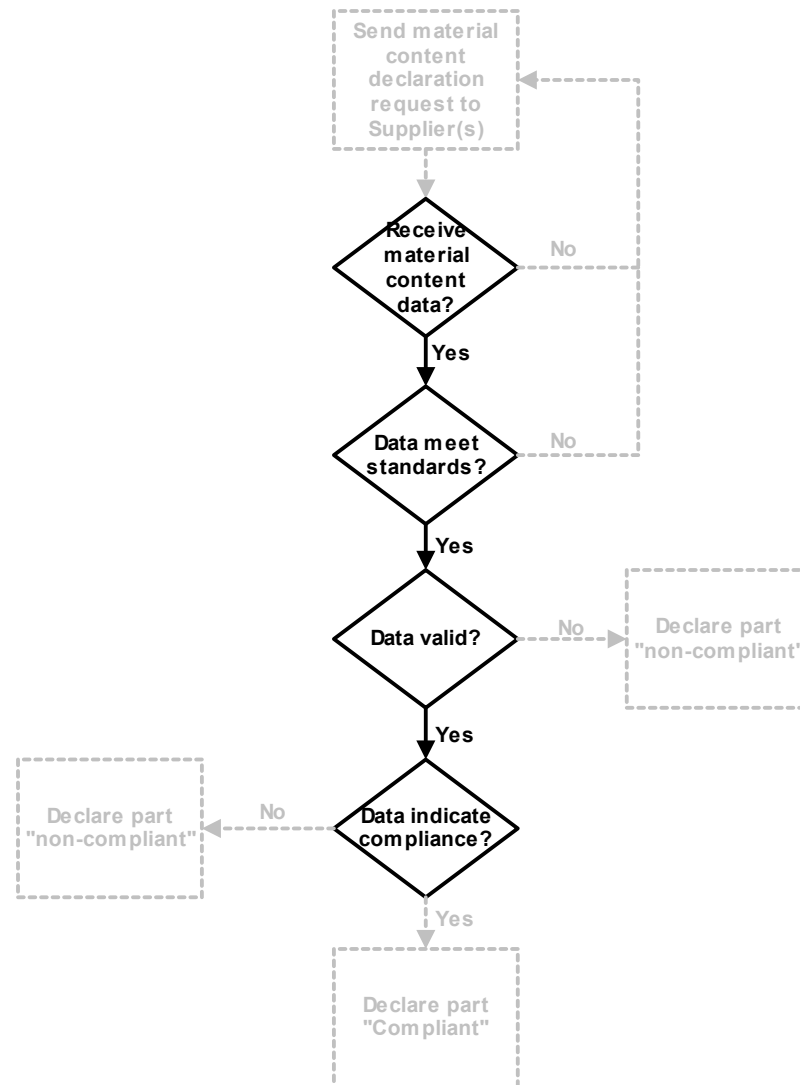 Send material
content
declaration
request to
Supplier(s)
Receive
material
content
data?
No
Yes
Data meet
standards?
No
Yes
Data valid?
No
Declare part
"non-compliant"
Yes
Data indicate
compliance?
No
Declare part
"non-compliant"
Yes
Declare part
"Compliant"